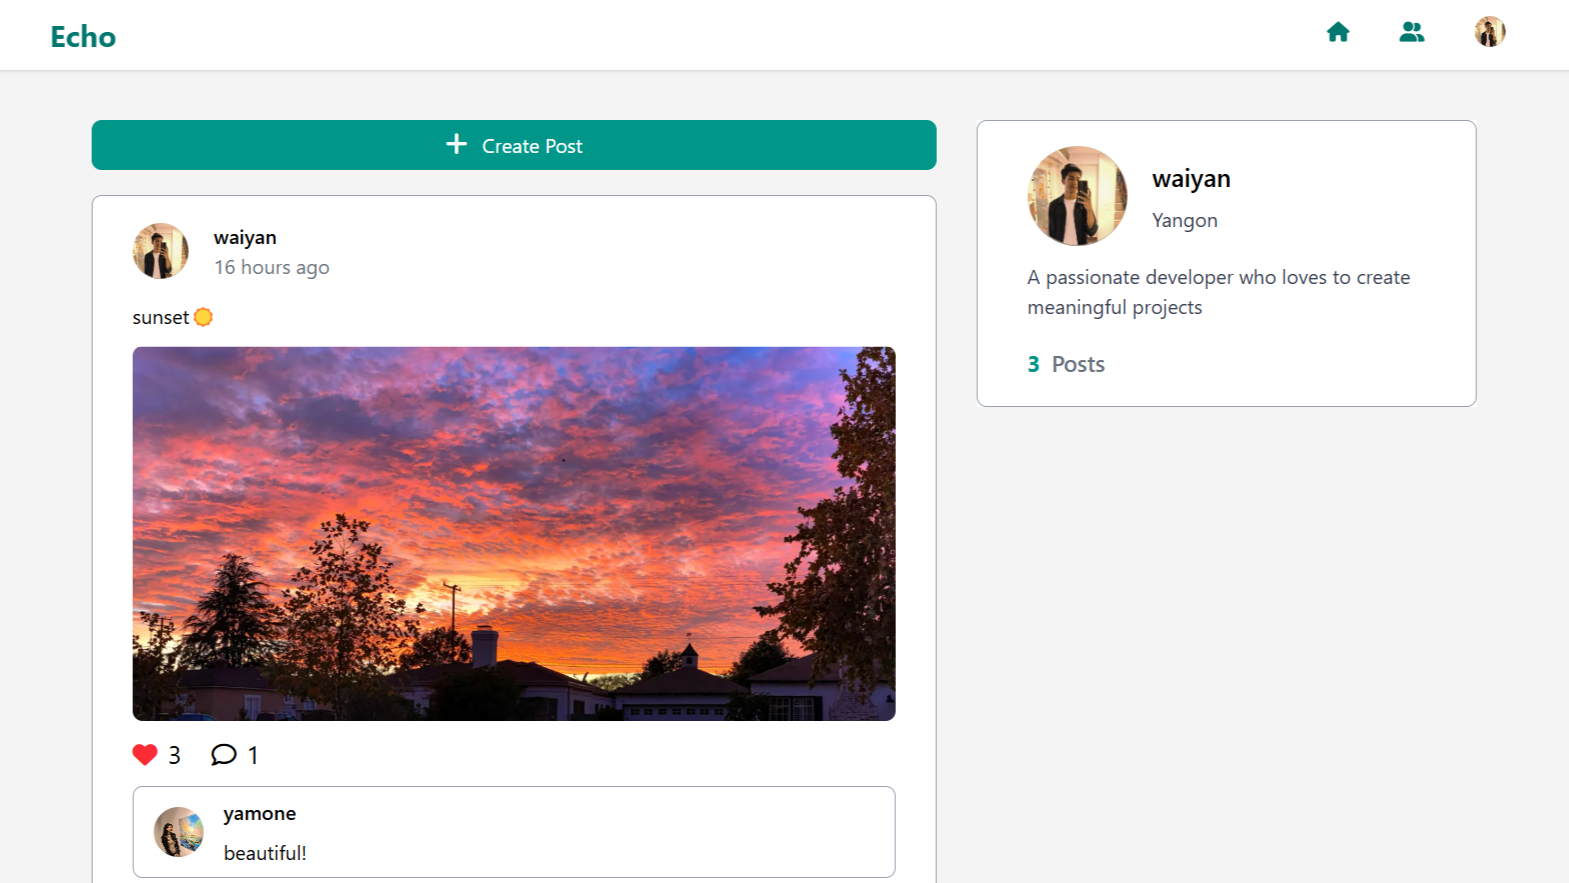 Echo
Create Post
waiyan
16 hours ago
sunset
3 1
yamone
beautiful!
waiyan
Yangon
A passionate developer who loves to create
meaningful projects
3 Posts